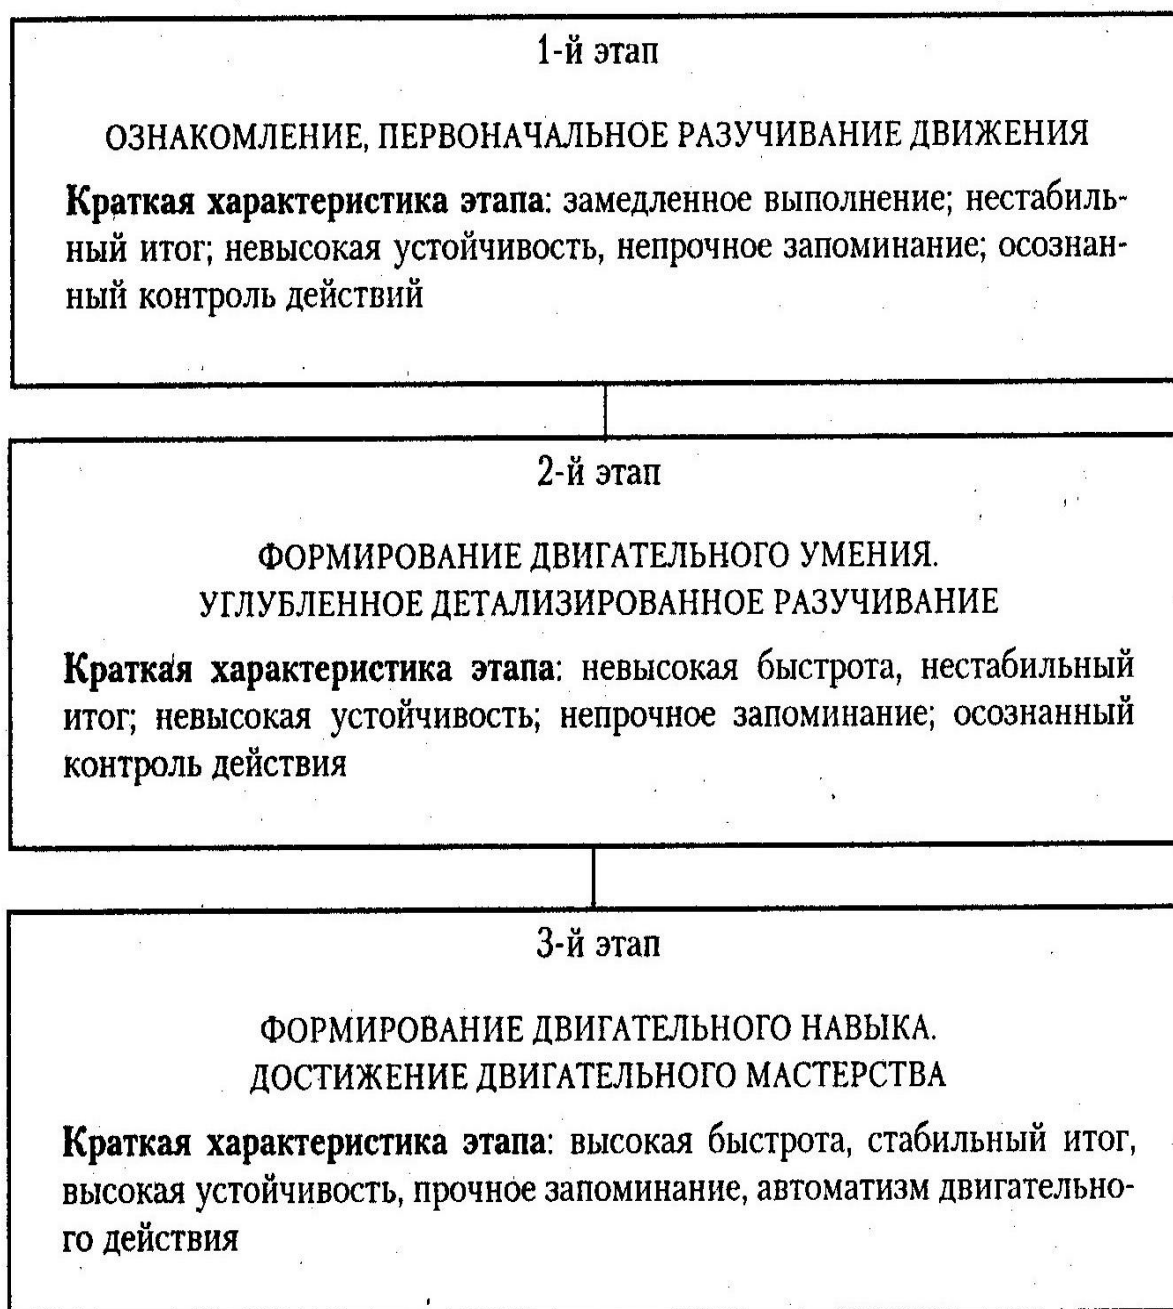 1-й этап
ОЗНАКОМЛЕНИЕ, ПЕРВОНАЧАЛЬНОЕ РАЗУЧИВАНИЕ ДВИЖЕНИЯ
Краткая характеристика этапа: замедленное выполнение; нестабиль-
ный итог; невысокая устойчивость, непрочное запоминание; осознан-
ный контроль действий
2-й этап
ФОРМИРОВАНИЕ ДВИГАТЕЛЬНОГО УМЕНИЯ.
УГЛУБЛЕННОЕ ДЕТАЛИЗИРОВАННОЕ РАЗУЧИВАНИЕ
Краткая характеристика этапа: невысокая быстрота, нестабильный
итог; невысокая устойчивость; непрочное запоминание; осознанный
контроль действия
3-й этап
ФОРМИРОВАНИЕ ДВИГАТЕЛЬНОГО НАВЫКА.
ДОСТИЖЕНИЕ ДВИГАТЕЛЬНОГО МАСТЕРСТВА
Краткая характеристика этапа: высокая быстрота, стабильный итог,
высокая устойчивость, прочное запоминание, автоматизм двигательно-
го действия